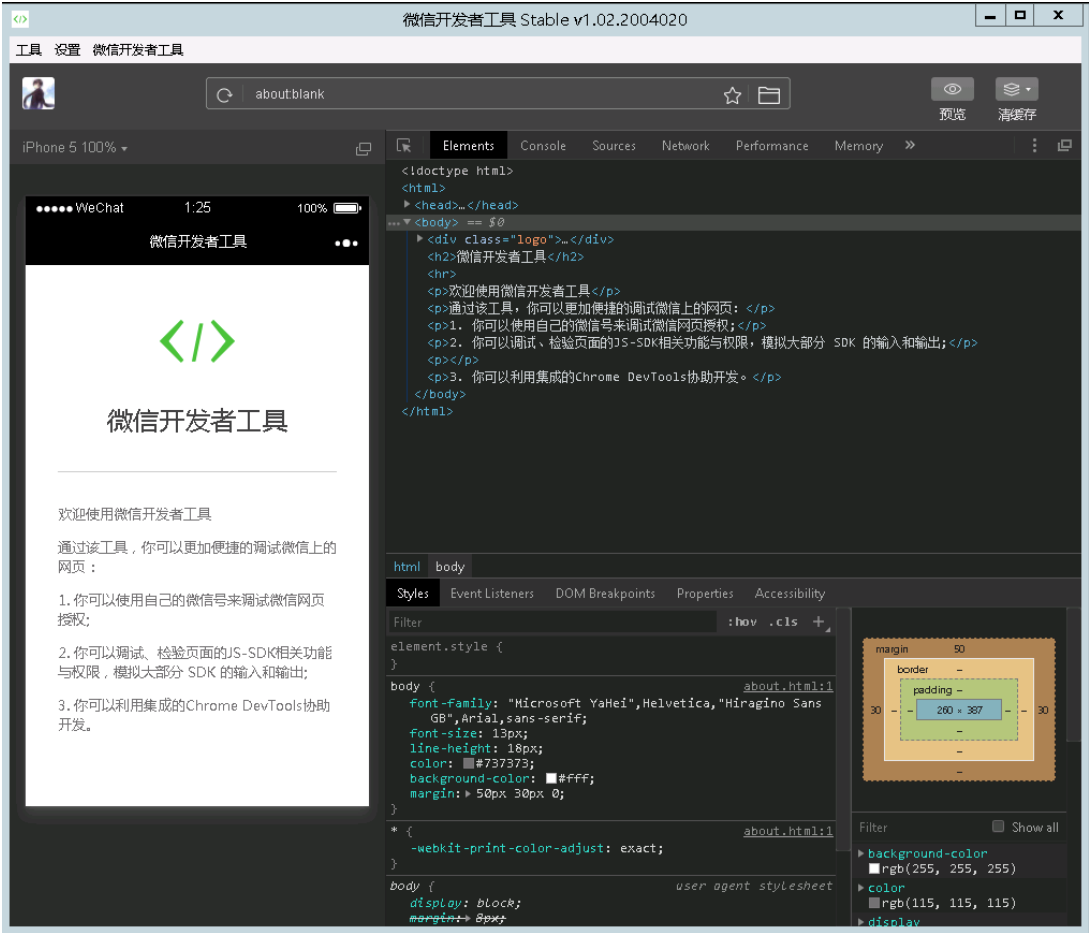 微信开发者工具 Stable v1.02.2004020
工具 设置 微信开发者工具
about:blank
预览 清缓存
iPhone 5 100%
Elements Console Sources Network Performance Memory »
●●●●● WeChat 1:25 100%
微信开发者工具
</>
微信开发者工具
欢迎使用微信开发者工具
通过该工具，你可以更加便捷的调试微信上的
网页：
1. 你可以使用自己的微信号来调试微信网页
授权;
2. 你可以调试、检验页面的JS-SDK相关功能
与权限，模拟大部分 SDK 的输入和输出;
3. 你可以利用集成的Chrome DevTools协助
开发。
<!doctype html>
<html>
<head>…</head>
…<body> == $0
<div class="logo">…</div>
<h2>微信开发者工具</h2>
<hr>
<p>欢迎使用微信开发者工具</p>
<p>通过该工具，你可以更加便捷的调试微信上的网页：</p>
<p>1. 你可以使用自己的微信号来调试微信网页授权;</p>
<p>2. 你可以调试、检验页面的JS-SDK相关功能与权限，模拟大部分 SDK 的输入和输出;</p>
<p></p>
<p>3. 你可以利用集成的Chrome DevTools协助开发。</p>
</body>
</html>
html body
Styles Event Listeners DOM Breakpoints Properties Accessibility
Filter :hov .cls +
element.style {
}
body { about.html:1
font-family: "Microsoft YaHei",Helvetica,"Hiragino Sans
GB",Arial,sans-serif;
font-size: 13px;
line-height: 18px;
color: #737373;
background-color: #fff;
margin: 50px 30px 0;
}
* { about.html:1
-webkit-print-color-adjust: exact;
}
body { user agent stylesheet
display: block;
margin: 8px;
margin 50
border –
padding –
30 – – 260 × 387 – – 30
–
–
–
Filter Show all
background-color
rgb(255, 255, 255)
color
rgb(115, 115, 115)
display